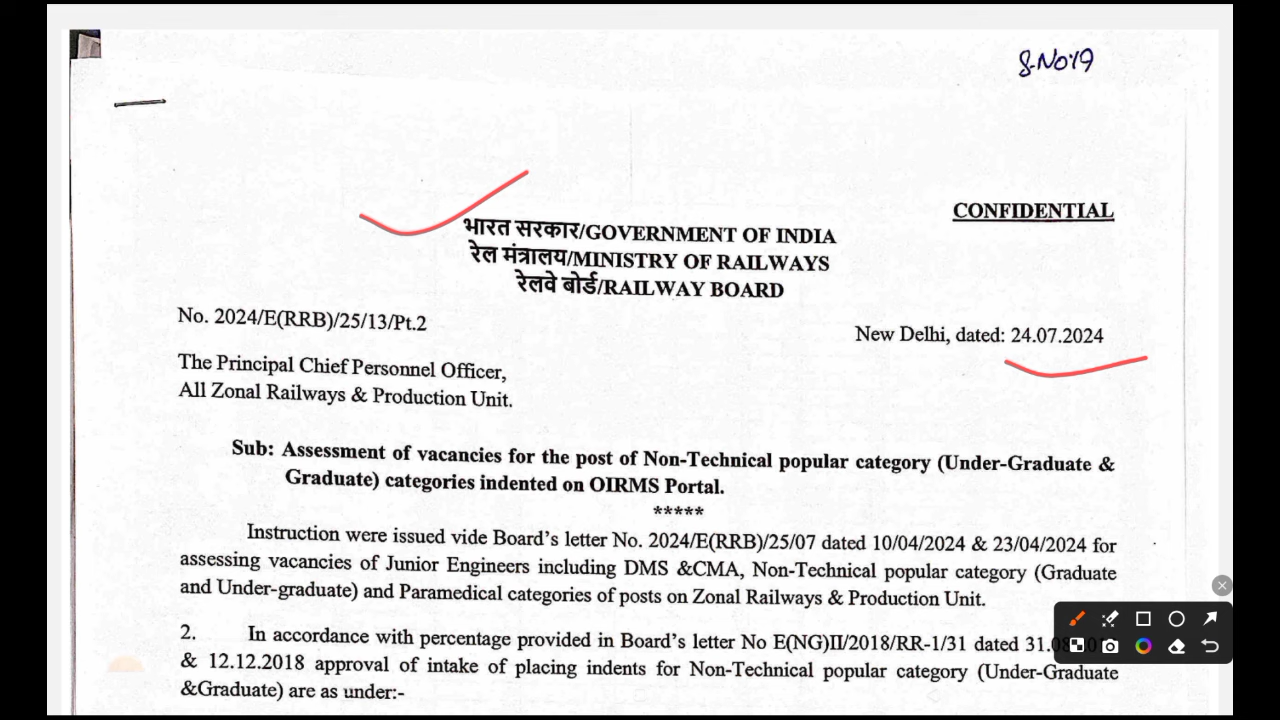 S.No19
CONFIDENTIAL
भारत सरकार/GOVERNMENT OF INDIA
रेल मंत्रालय/MINISTRY OF RAILWAYS
रेलवे बोर्ड/RAILWAY BOARD
No. 2024/E(RRB)/25/13/Pt.2
New Delhi, dated: 24.07.2024
The Principal Chief Personnel Officer,
All Zonal Railways & Production Unit.
Sub: Assessment of vacancies for the post of Non-Technical popular category (Under-Graduate &
Graduate) categories indented on OIRMS Portal.
*****
Instruction were issued vide Board's letter No. 2024/E(RRB)/25/07 dated 10/04/2024 & 23/04/2024 for
assessing vacancies of Junior Engineers including DMS &CMA, Non-Technical popular category (Graduate
and Under-graduate) and Paramedical categories of posts on Zonal Railways & Production Unit.
2. In accordance with percentage provided in Board's letter No E(NG)II/2018/RR-1/31 dated
& 12.12.2018 approval of intake of placing indents for Non-Technical popular category (Under-Graduate
&Graduate) are as under:-